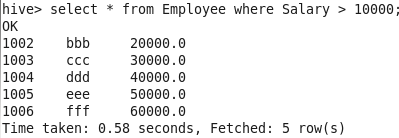 hive> select * from Employee where Salary > 10000;
OK
1002    bbb     20000.0
1003    ccc     30000.0
1004    ddd     40000.0
1005    eee     50000.0
1006    fff     60000.0
Time taken: 0.58 seconds, Fetched: 5 row(s)